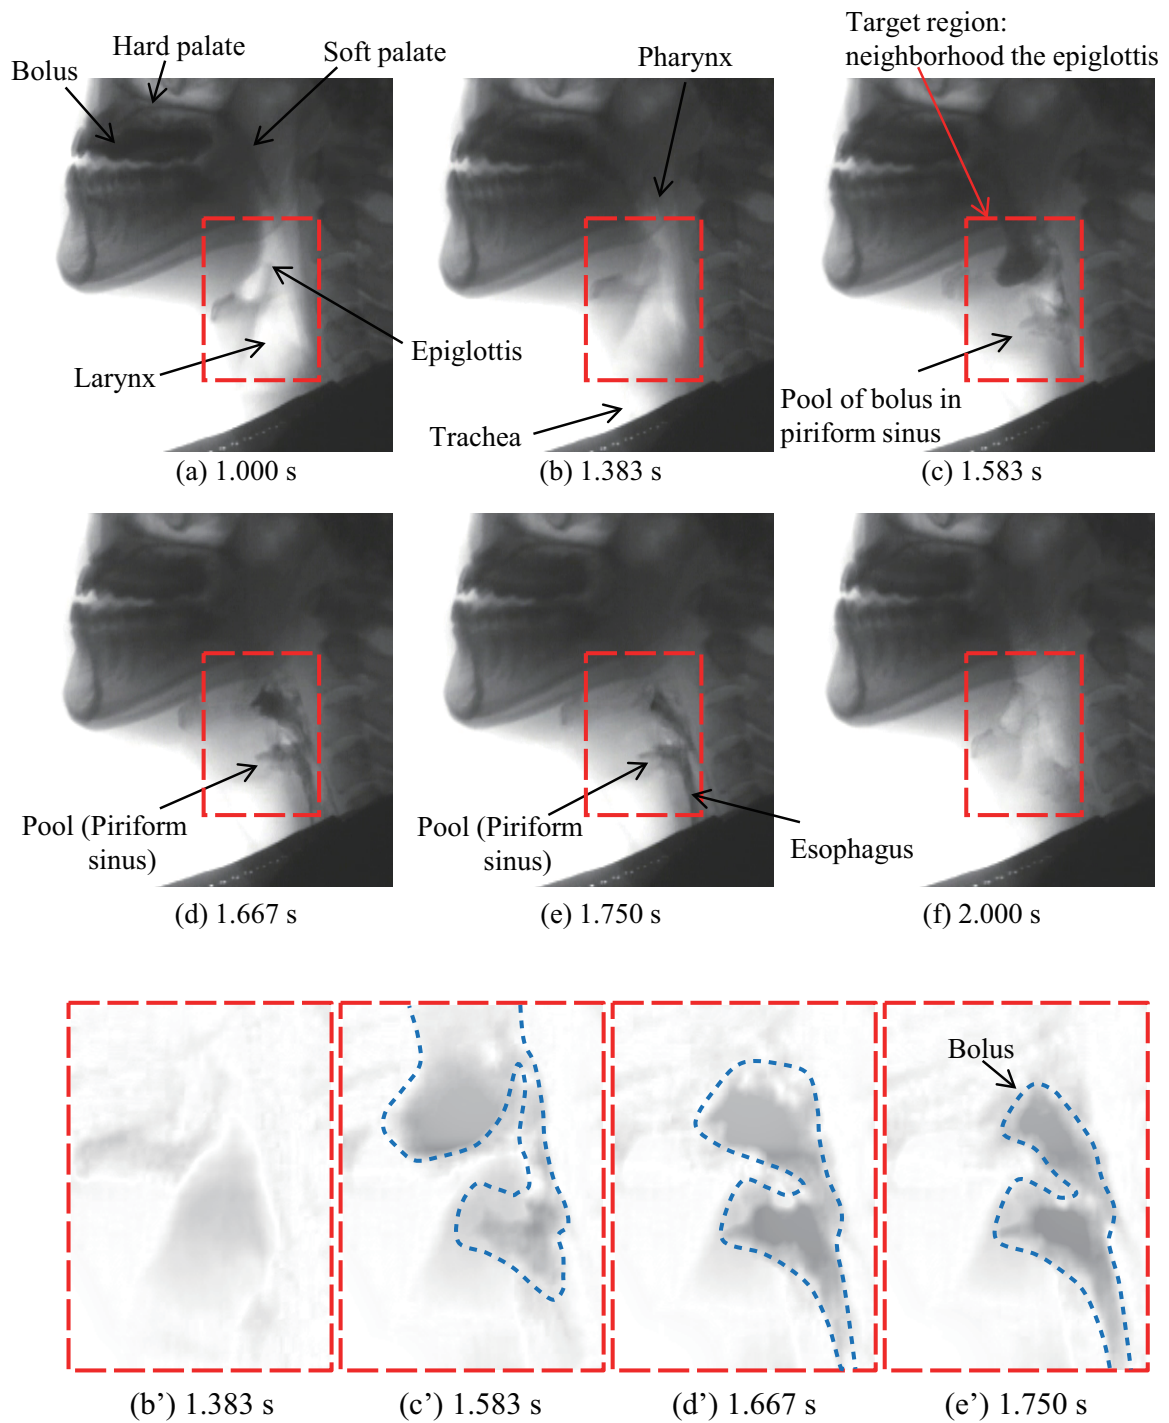 Target region:
neighborhood the epiglottis
Hard palate
Soft palate
Pharynx
Bolus
Epiglottis
Larynx
Trachea
Pool of bolus in
piriform sinus
(a) 1.000 s
(b) 1.383 s
(c) 1.583 s
Pool (Piriform
sinus)
Pool (Piriform
sinus)
Esophagus
(d) 1.667 s
(e) 1.750 s
(f) 2.000 s
Bolus
(b’) 1.383 s
(c’) 1.583 s
(d’) 1.667 s
(e’) 1.750 s